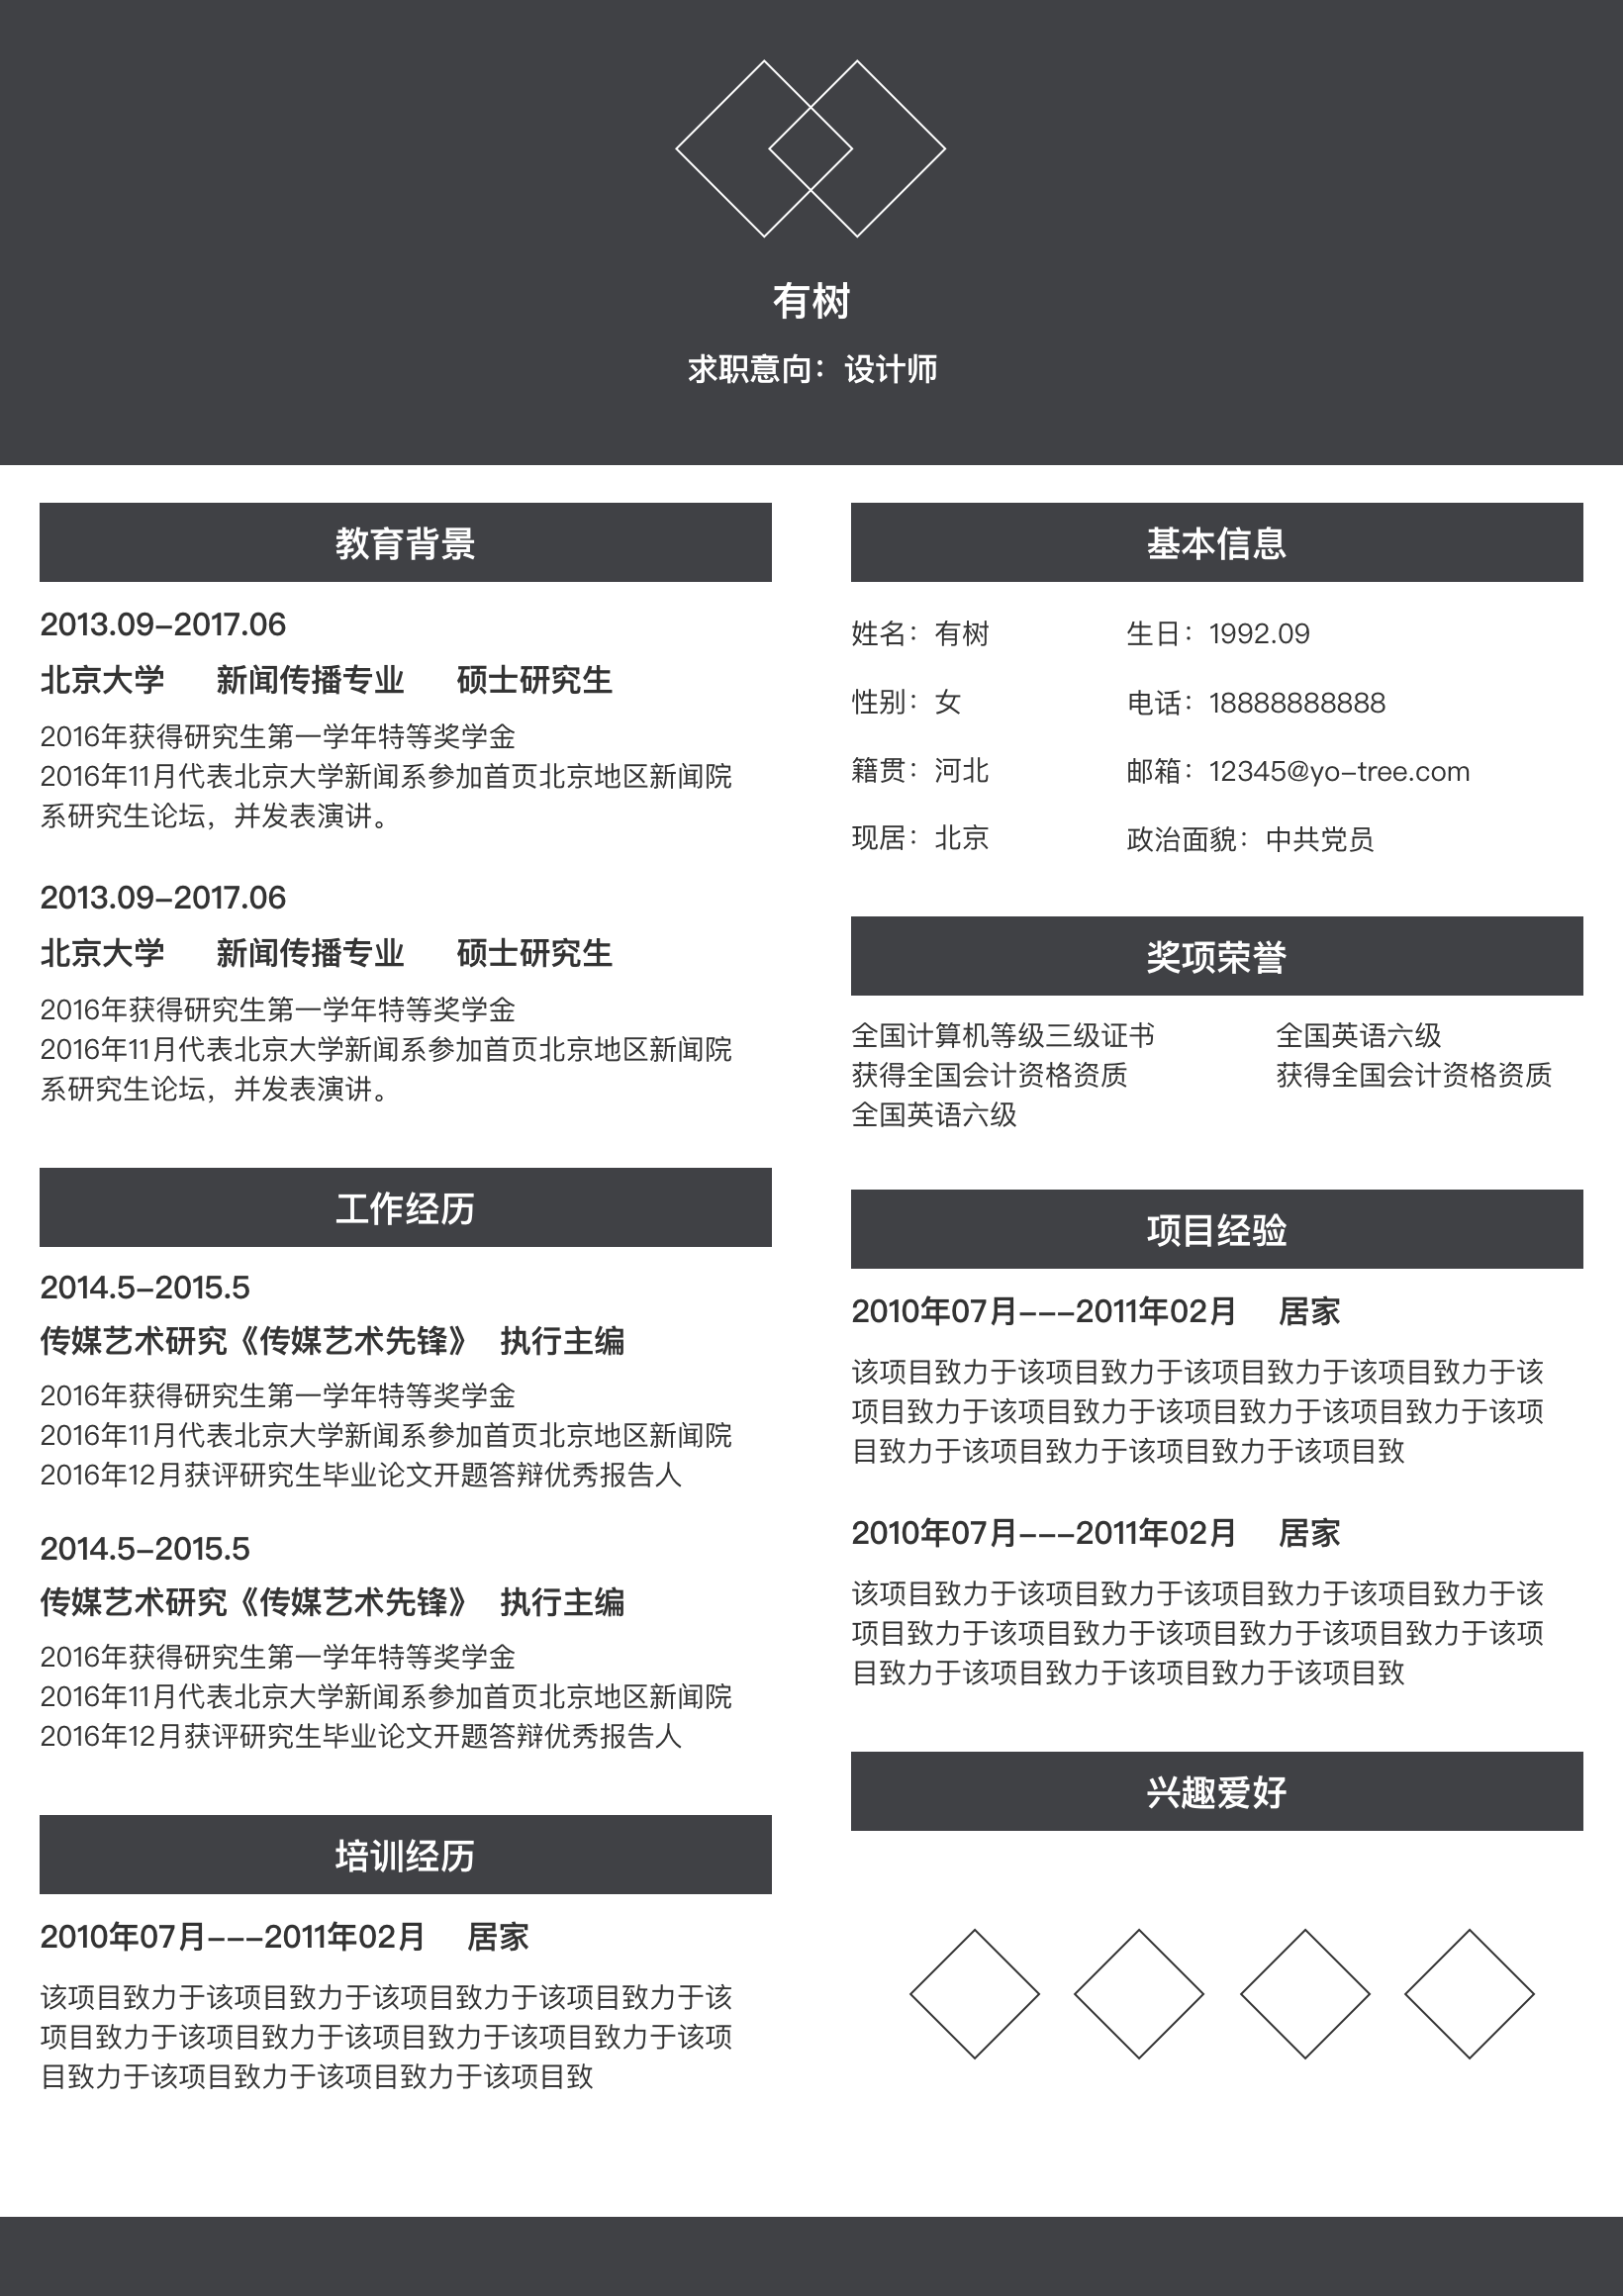 有树
求职意向：设计师
教育背景
2013.09-2017.06
北京大学 新闻传播专业 硕士研究生
2016年获得研究生第一学年特等奖学金
2016年11月代表北京大学新闻系参加首页北京地区新闻院
系研究生论坛，并发表演讲。
2013.09-2017.06
北京大学 新闻传播专业 硕士研究生
2016年获得研究生第一学年特等奖学金
2016年11月代表北京大学新闻系参加首页北京地区新闻院
系研究生论坛，并发表演讲。
工作经历
2014.5-2015.5
传媒艺术研究《传媒艺术先锋》 执行主编
2016年获得研究生第一学年特等奖学金
2016年11月代表北京大学新闻系参加首页北京地区新闻院
2016年12月获评研究生毕业论文开题答辩优秀报告人
2014.5-2015.5
传媒艺术研究《传媒艺术先锋》 执行主编
2016年获得研究生第一学年特等奖学金
2016年11月代表北京大学新闻系参加首页北京地区新闻院
2016年12月获评研究生毕业论文开题答辩优秀报告人
培训经历
2010年07月---2011年02月 居家
该项目致力于该项目致力于该项目致力于该项目致力于该
项目致力于该项目致力于该项目致力于该项目致力于该项
目致力于该项目致力于该项目致力于该项目致
基本信息
姓名：有树 生日：1992.09
性别：女 电话：18888888888
籍贯：河北 邮箱：12345@yo-tree.com
现居：北京 政治面貌：中共党员
奖项荣誉
全国计算机等级三级证书 全国英语六级
获得全国会计资格资质 获得全国会计资格资质
全国英语六级
项目经验
2010年07月---2011年02月 居家
该项目致力于该项目致力于该项目致力于该项目致力于该
项目致力于该项目致力于该项目致力于该项目致力于该项
目致力于该项目致力于该项目致力于该项目致
2010年07月---2011年02月 居家
该项目致力于该项目致力于该项目致力于该项目致力于该
项目致力于该项目致力于该项目致力于该项目致力于该项
目致力于该项目致力于该项目致力于该项目致
兴趣爱好